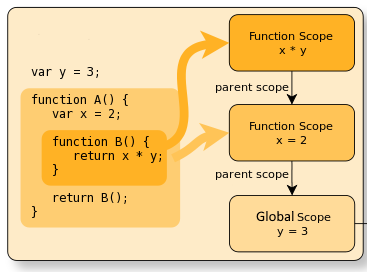 var y = 3;
function A() {
var x = 2;
function B() {
return x * y;
}
return B();
}
Function Scope
x * y
parent scope
Function Scope
x = 2
parent scope
Global Scope
y = 3